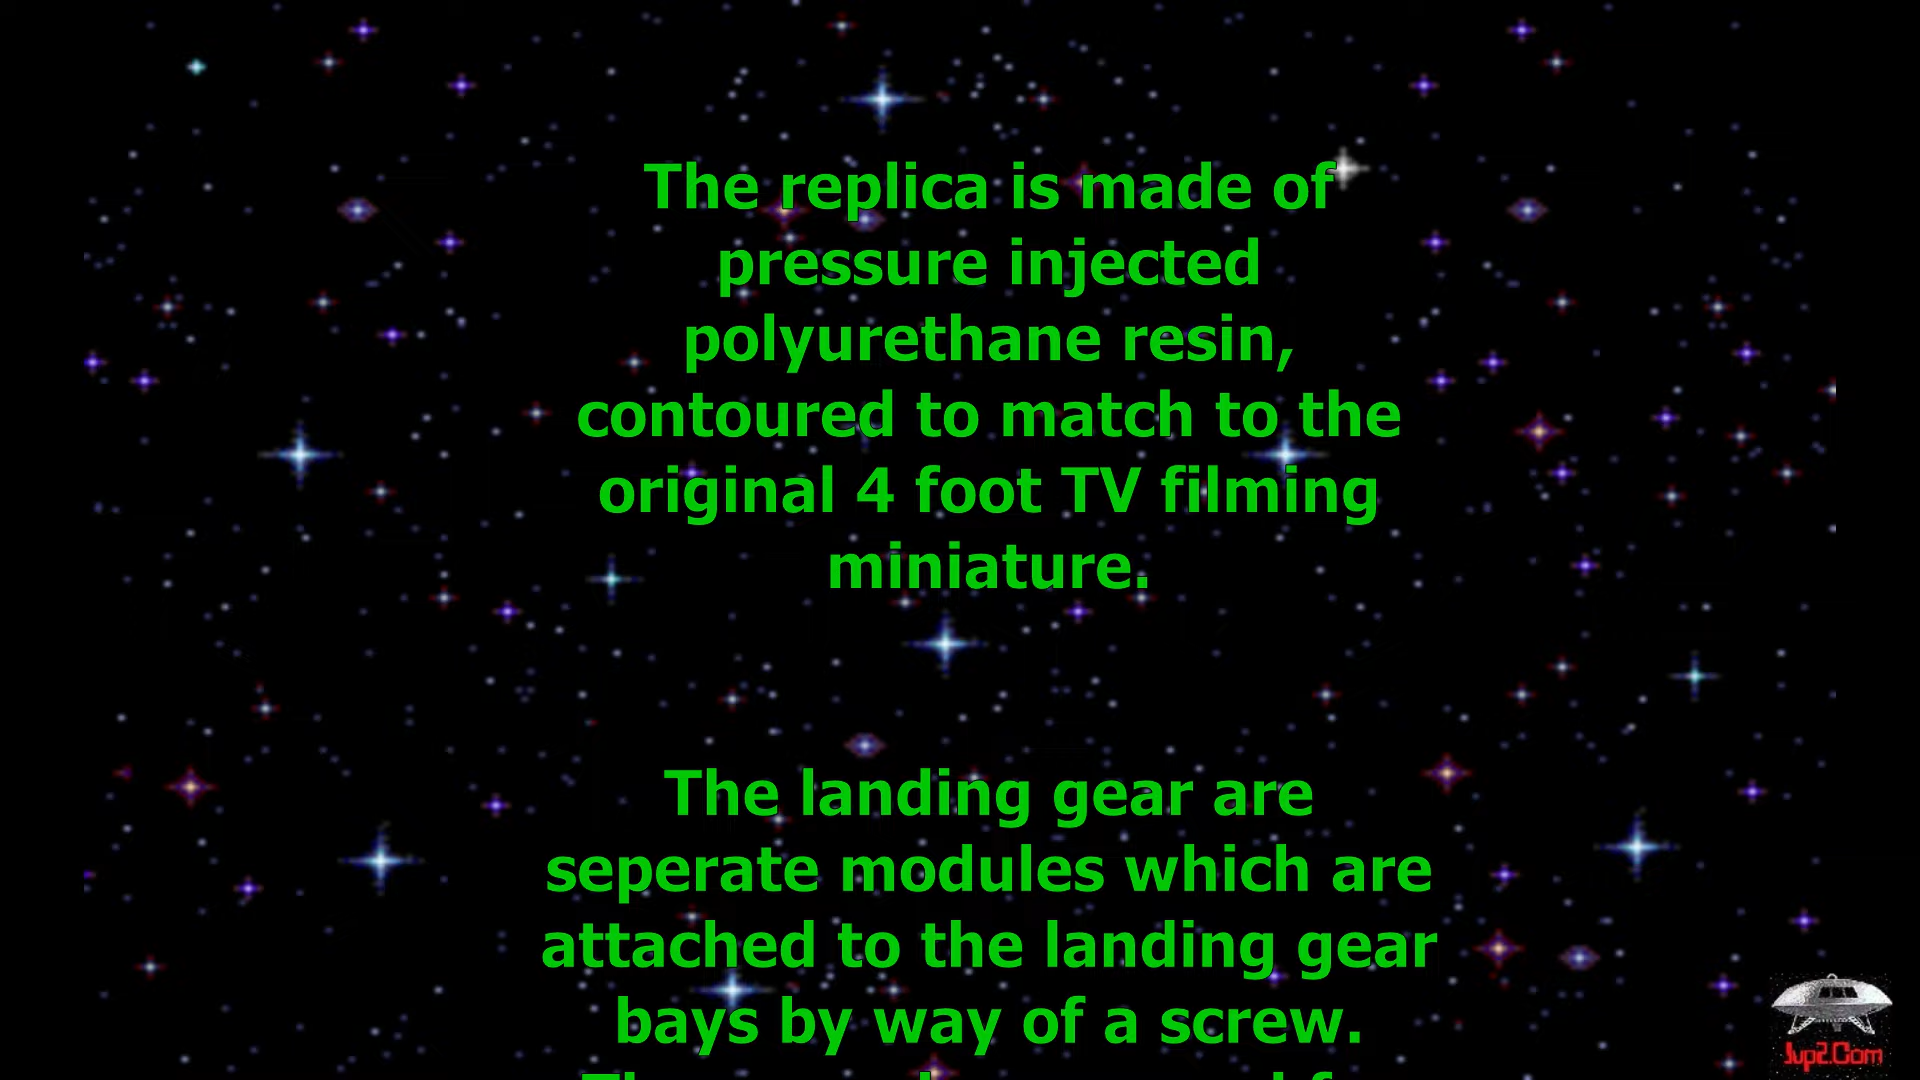 The replica is made of
pressure injected
polyurethane resin,
contoured to match to the
original 4 foot TV filming
miniature.
The landing gear are
seperate modules which are
attached to the landing gear
bays by way of a screw.
Jup2.Com